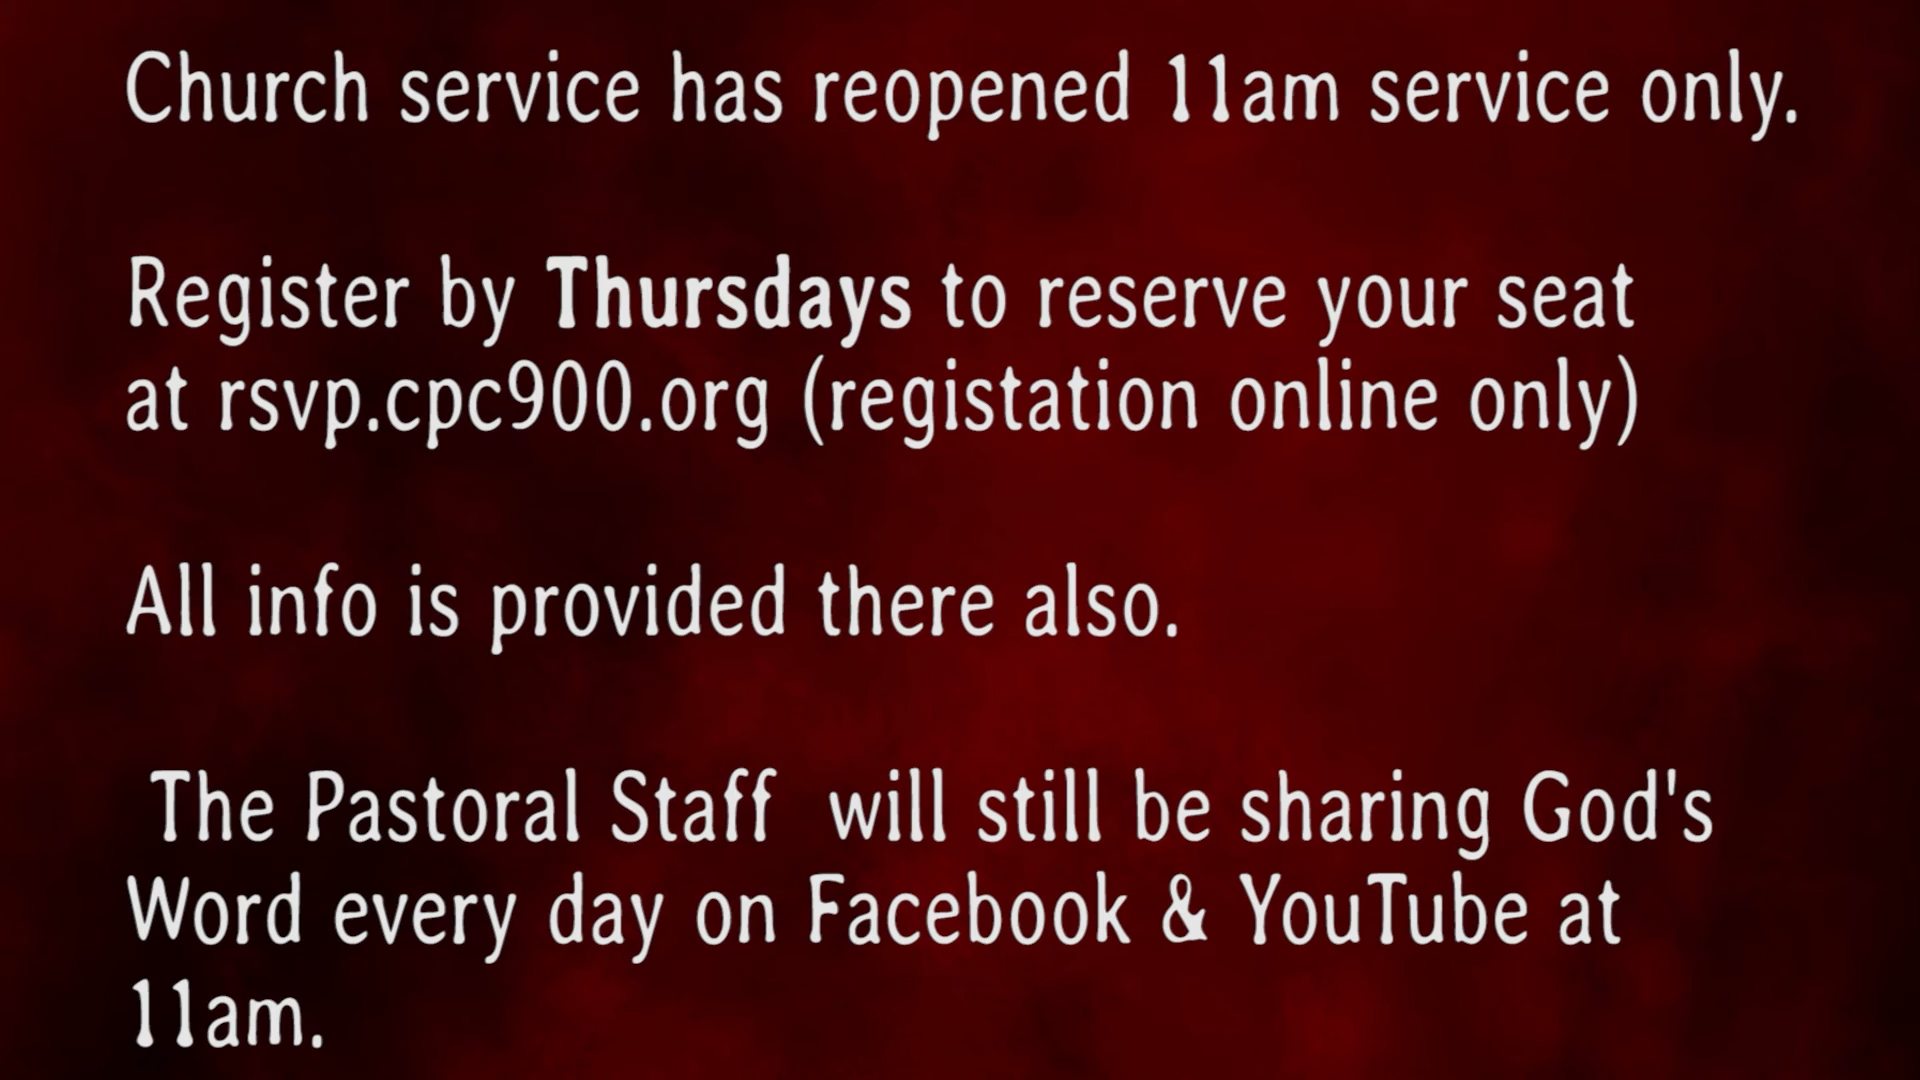 Church service has reopened 11am service only.
Register by Thursdays to reserve your seat
at rsvp.cpc900.org (registation online only)
All info is provided there also.
The Pastoral Staff  will still be sharing God's
Word every day on Facebook & YouTube at
11am.